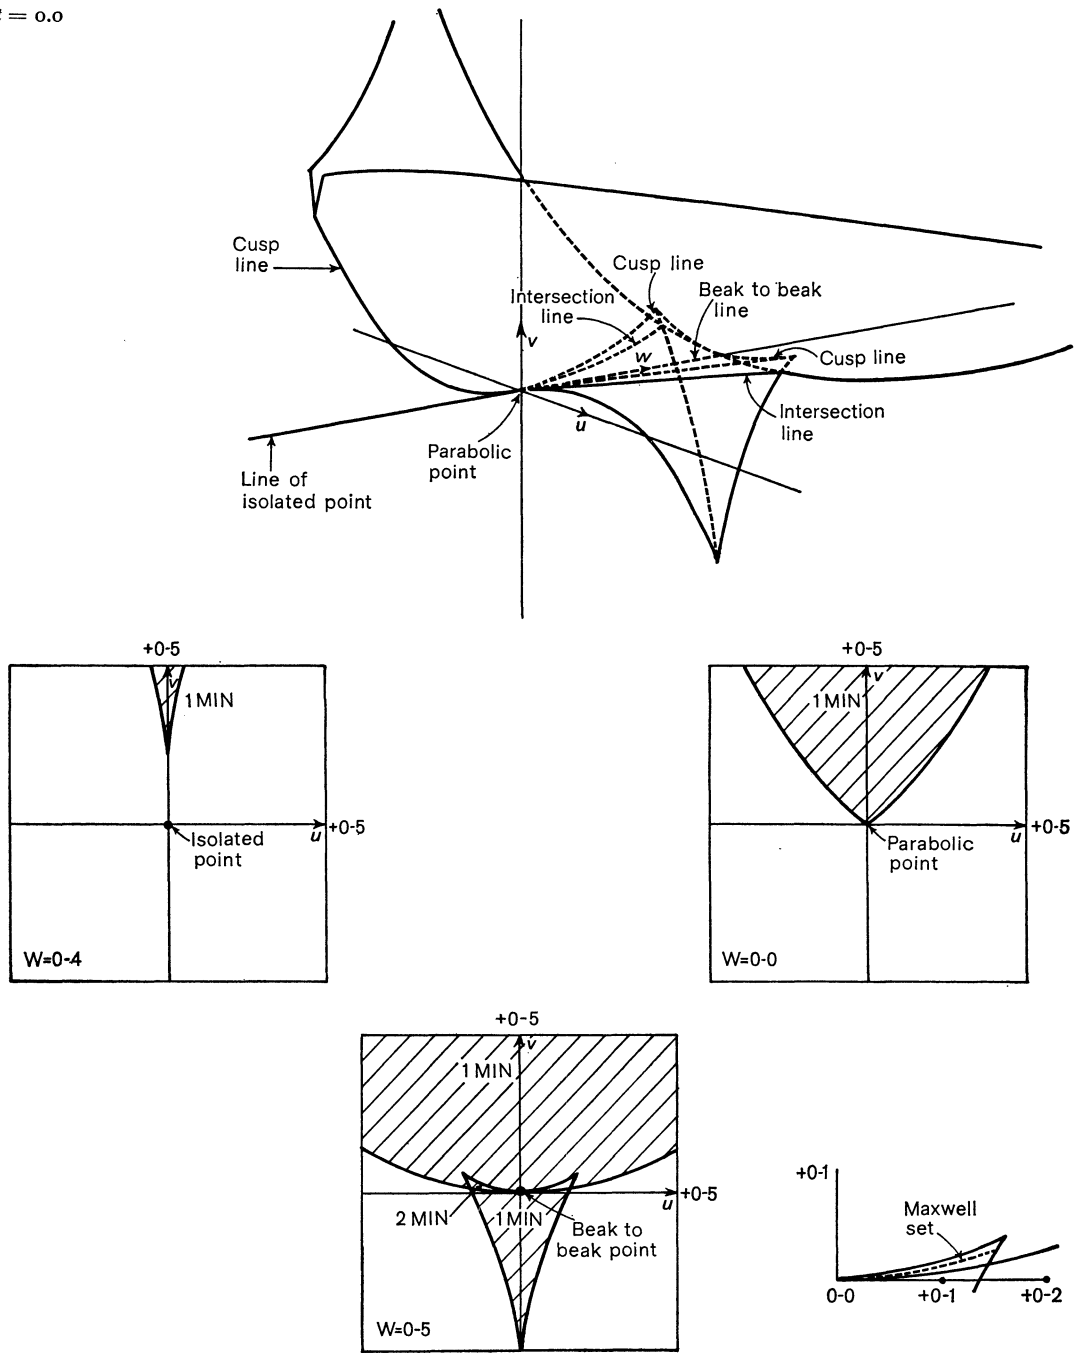 t = 0.0
Cusp
line
Cusp line
Intersection
line
Beak to beak
line
v
w
Cusp line
Intersection
line
u
Parabolic
point
Line of
isolated point
+0-5
v
1 MIN
u
+0-5
Isolated
point
W=0-4
+0-5
v
1 MIN
u
+0-5
Parabolic
point
W=0-0
+0-5
v
1 MIN
u
+0-5
2 MIN
1 MIN
Beak to
beak point
W=0-5
+0-1
Maxwell
set
0-0
+0-1
+0-2